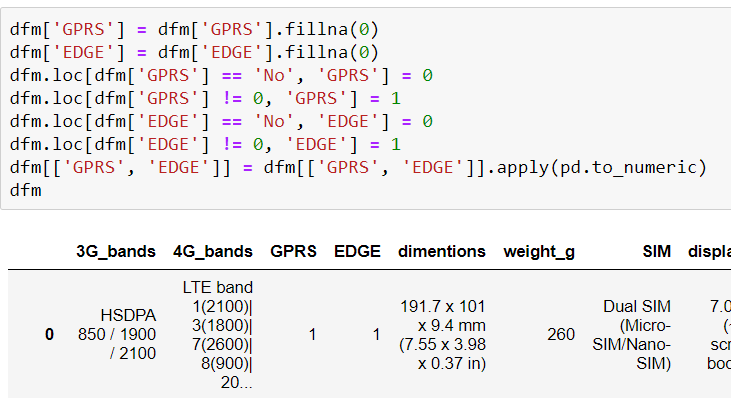 dfm['GPRS'] = dfm['GPRS'].fillna(0)
dfm['EDGE'] = dfm['EDGE'].fillna(0)
dfm.loc[dfm['GPRS'] == 'No', 'GPRS'] = 0
dfm.loc[dfm['GPRS'] != 0, 'GPRS'] = 1
dfm.loc[dfm['EDGE'] == 'No', 'EDGE'] = 0
dfm.loc[dfm['EDGE'] != 0, 'EDGE'] = 1
dfm[['GPRS', 'EDGE']] = dfm[['GPRS', 'EDGE']].apply(pd.to_numeric)
dfm
3G_bands 4G_bands GPRS EDGE dimentions weight_g SIM displa
0
HSDPA
850 / 1900
/ 2100
LTE band
1(2100)|
3(1800)|
7(2600)|
8(900)|
20...
1
1
191.7 x 101
x 9.4 mm
(7.55 x 3.98
x 0.37 in)
260
Dual SIM
(Micro-
SIM/Nano-
SIM)
7.0
(
scr
boo